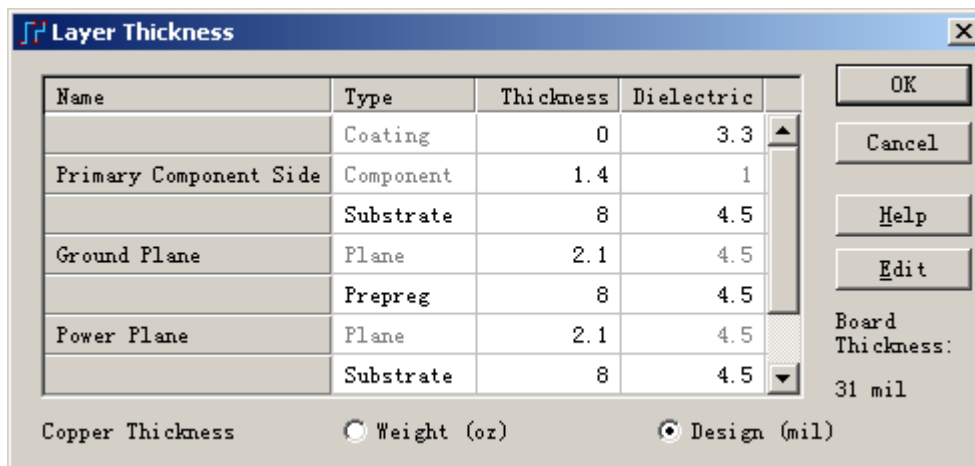 Layer Thickness
Name Type Thickness Dielectric
Coating 0 3.3
Primary Component Side Component 1.4 1
Substrate 8 4.5
Ground Plane Plane 2.1 4.5
Prepreg 8 4.5
Power Plane Plane 2.1 4.5
Substrate 8 4.5
Copper Thickness Weight (oz) Design (mil)
OK
Cancel
Help
Edit
Board
Thickness:
31 mil